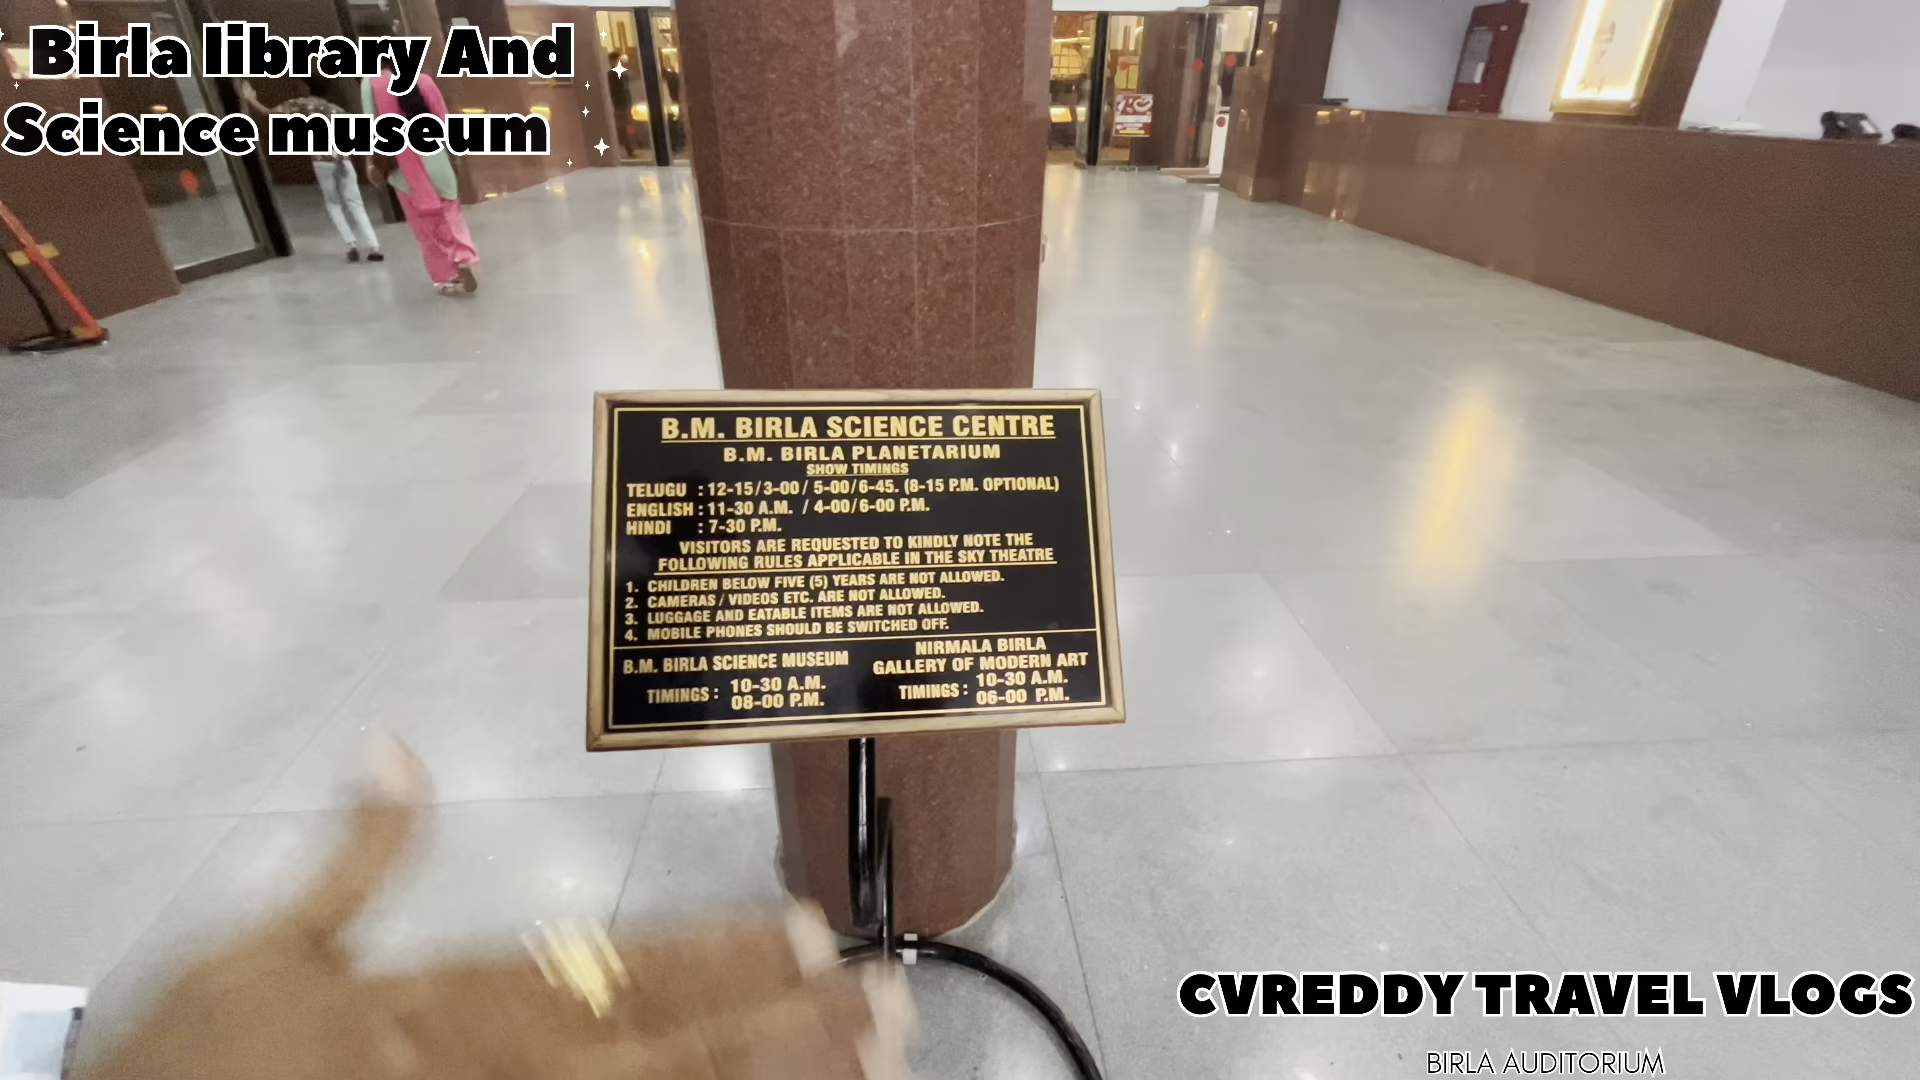 Birla library And
Science museum
B.M. BIRLA SCIENCE CENTRE
B.M. BIRLA PLANETARIUM
SHOW TIMINGS
TELUGU : 12-15/3-00/ 5-00/6-45. (8-15 P.M. OPTIONAL)
ENGLISH : 11-30 A.M. / 4-00/6-00 P.M.
HINDI : 7-30 P.M.
VISITORS ARE REQUESTED TO KINDLY NOTE THE
FOLLOWING RULES APPLICABLE IN THE SKY THEATRE
1. CHILDREN BELOW FIVE (5) YEARS ARE NOT ALLOWED.
2. CAMERAS / VIDEOS ETC. ARE NOT ALLOWED.
3. LUGGAGE AND EATABLE ITEMS ARE NOT ALLOWED.
4. MOBILE PHONES SHOULD BE SWITCHED OFF.
B.M. BIRLA SCIENCE MUSEUM
TIMINGS : 10-30 A.M.
08-00 P.M.
NIRMALA BIRLA
GALLERY OF MODERN ART
TIMINGS : 10-30 A.M.
06-00 P.M.
CVREDDY TRAVEL VLOGS
BIRLA AUDITORIUM